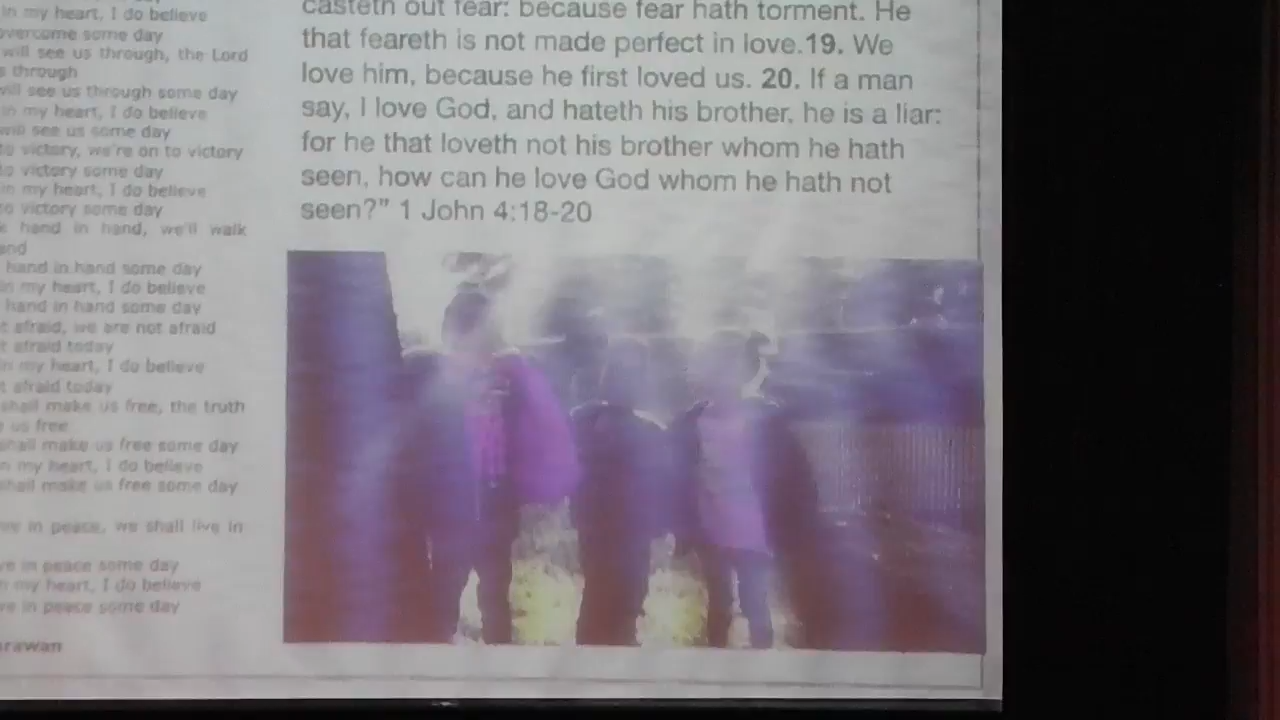 in my heart, I do believe
overcome some day
will see us through, the Lord
through
will see us through some day
in my heart, I do believe
will see us some day
to victory, we're on to victory
to victory some day
in my heart, I do believe
to victory some day
hand in hand, we'll walk
and
hand in hand some day
in my heart, I do believe
hand in hand some day
afraid, we are not afraid
afraid today
in my heart, I do believe
afraid today
shall make us free, the truth
us free
shall make us free some day
my heart, I do believe
shall make us free some day
in peace, we shall live in
in peace some day
my heart, I do believe
in peace some day
rawan
casteth out fear: because fear hath torment. He
that feareth is not made perfect in love.19. We
love him, because he first loved us. 20. If a man
say, I love God, and hateth his brother, he is a liar:
for he that loveth not his brother whom he hath
seen, how can he love God whom he hath not
seen?" 1 John 4:18-20